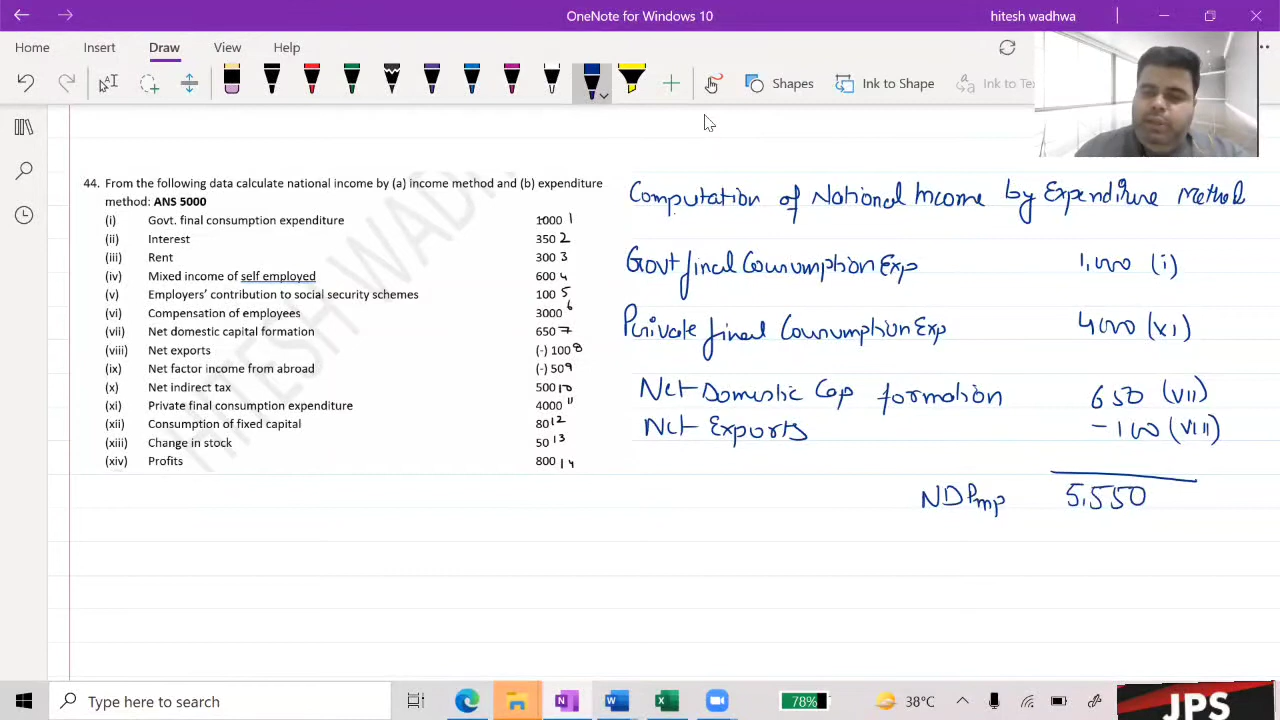 OneNote for Windows 10
hitesh wadhwa
Home Insert Draw View Help
Shapes Ink to Shape Ink to Tex
44. From the following data calculate national income by (a) income method and (b) expenditure
method: ANS 5000
(i) Govt. final consumption expenditure 1000 1
(ii) Interest 350 2
(iii) Rent 300 3
(iv) Mixed income of self employed 600 4
(v) Employers' contribution to social security schemes 100 5
(vi) Compensation of employees 3000 6
(vii) Net domestic capital formation 650 7
(viii) Net exports (-) 100 8
(ix) Net factor income from abroad (-) 50 9
(x) Net indirect tax 500 10
(xi) Private final consumption expenditure 4000 11
(xii) Consumption of fixed capital 80 12
(xiii) Change in stock 50 13
(xiv) Profits 800 14
HITESH WADH
Computation of National Income by Expenditure Method
Govt final Consumption Exp 1,000 (i)
Private final Consumption Exp 4000 (xi)
Net Domestic Cap formation 650 (VII)
Net Exports -100 (VIII)
NDPmp 5,550
Type here to search
78%
38°C
JPS